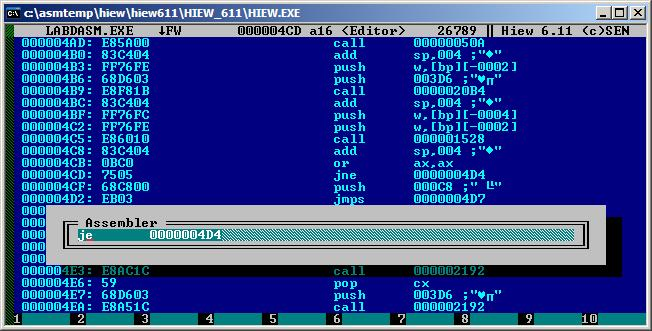 c:\asmtemp\hiew\hiew611\HIEW_611\HIEW.EXE
LABDASM.EXE ↓FW 000004CD a16 <Editor> 26789 ‖ Hiew 6.11 (c)SEN
000004AD: E85A00 call 00000050A
000004B0: 83C404 add sp,004 ;"♦"
000004B3: FF76FE push w,[bp][-0002]
000004B6: 68D603 push 003D6 ;"♥╓"
000004B9: E8F81B call 0000020B4
000004BC: 83C404 add sp,004 ;"♦"
000004BF: FF76FC push w,[bp][-0004]
000004C2: FF76FE push w,[bp][-0002]
000004C5: E86010 call 000001528
000004C8: 83C404 add sp,004 ;"♦"
000004CB: 0BC0 or ax,ax
000004CD: 7505 jne 0000004D4
000004CF: 68C800 push 000C8 ;" ╚"
000004D2: EB03 jmps 0000004D7
Assembler
je 0000004D4
000004E3: E8AC1C call 000002192
000004E6: 59 pop cx
000004E7: 68D603 push 003D6 ;"♥╓"
000004EA: E8A51C call 000002192
1 2 3 4 5 6 7 8 9 10